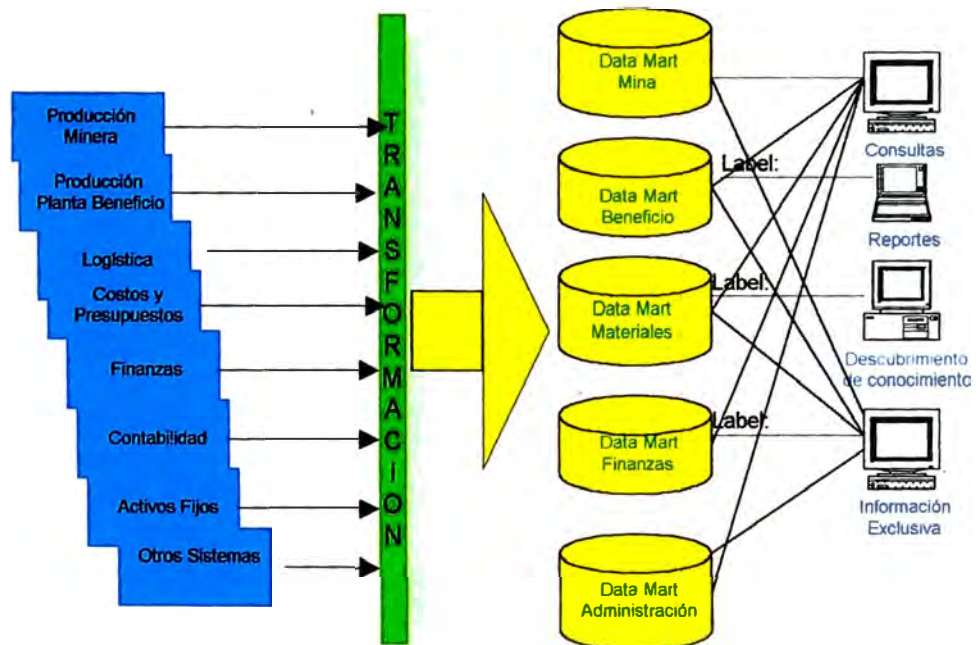 Producción
Minera
Producción
Planta Beneficio
Logística
Costos y
Presupuestos
Finanzas
Contabilidad
Activos Fijos
Otros Sistemas
TRANSFORMACION
Data Mart
Mina
Data Mart
Beneficio
Data Mart
Materiales
Data Mart
Finanzas
Data Mart
Administración
Label:
Label:
Label:
Consultas
Reportes
Descubrimiento
de conocimiento
Información
Exclusiva